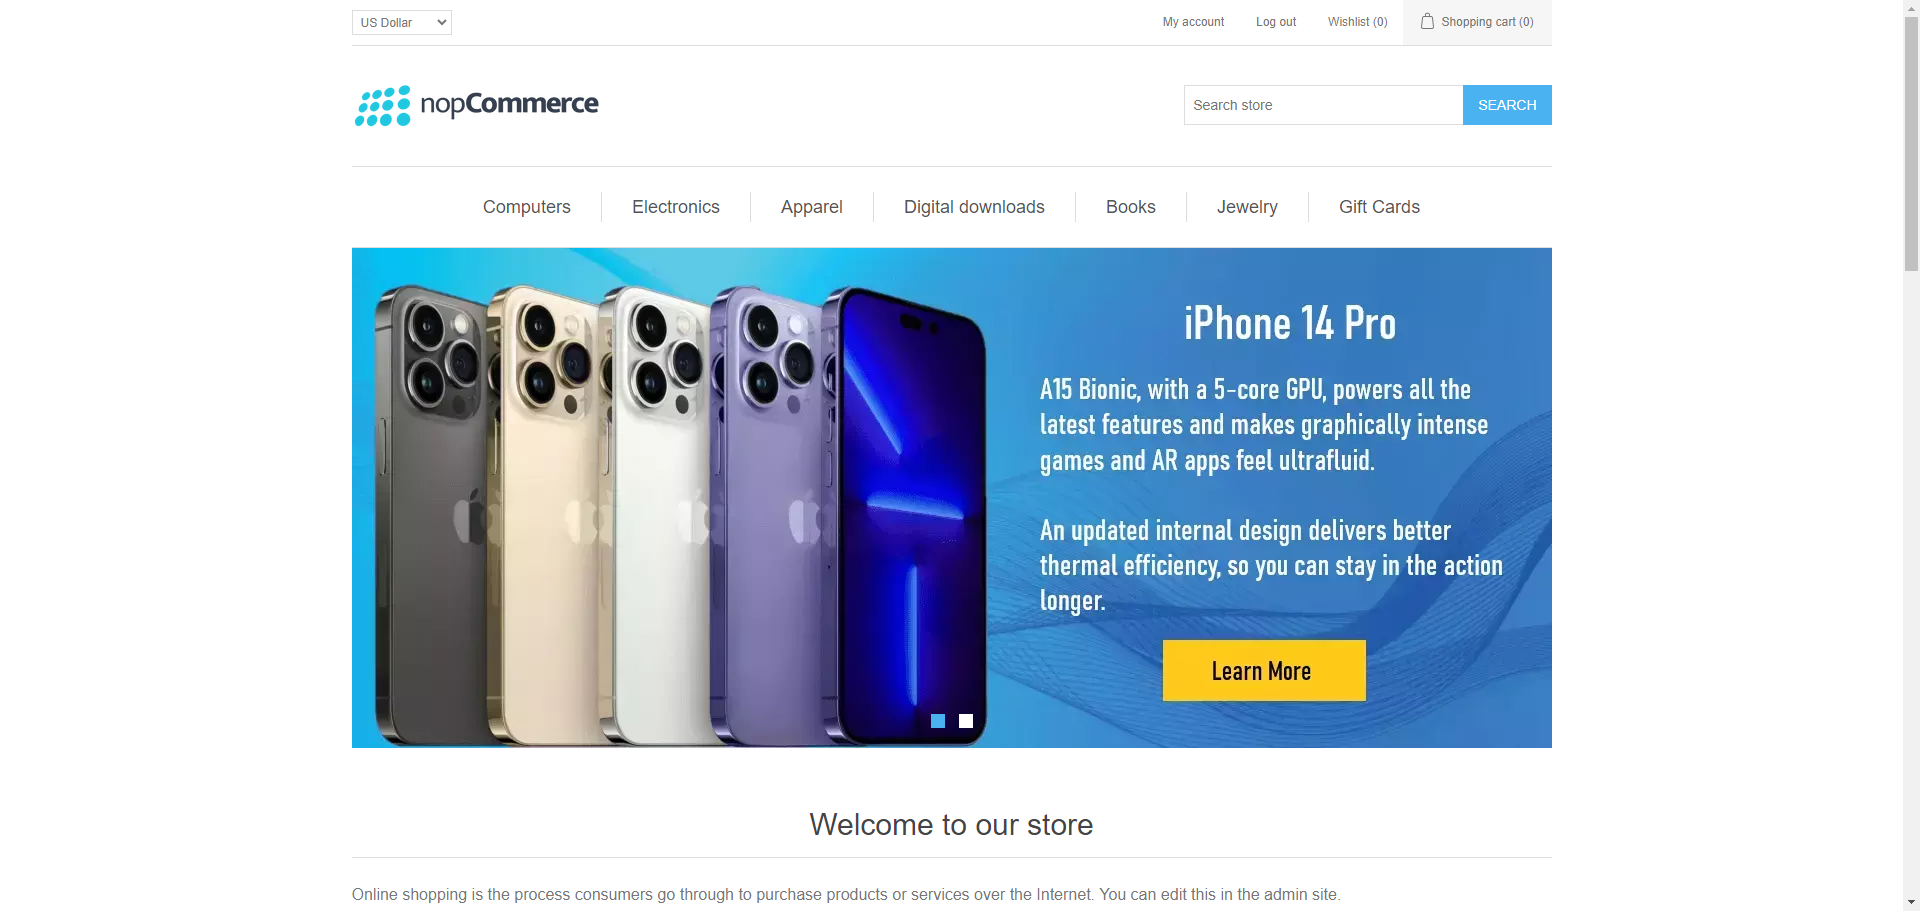 US Dollar
My account
Log out
Wishlist (0)
Shopping cart (0)
nopCommerce
Search store
SEARCH
Computers
Electronics
Apparel
Digital downloads
Books
Jewelry
Gift Cards
iPhone 14 Pro
A15 Bionic, with a 5-core GPU, powers all the
latest features and makes graphically intense
games and AR apps feel ultrafluid.
An updated internal design delivers better
thermal efficiency, so you can stay in the action
longer.
Learn More
Welcome to our store
Online shopping is the process consumers go through to purchase products or services over the Internet. You can edit this in the admin site.